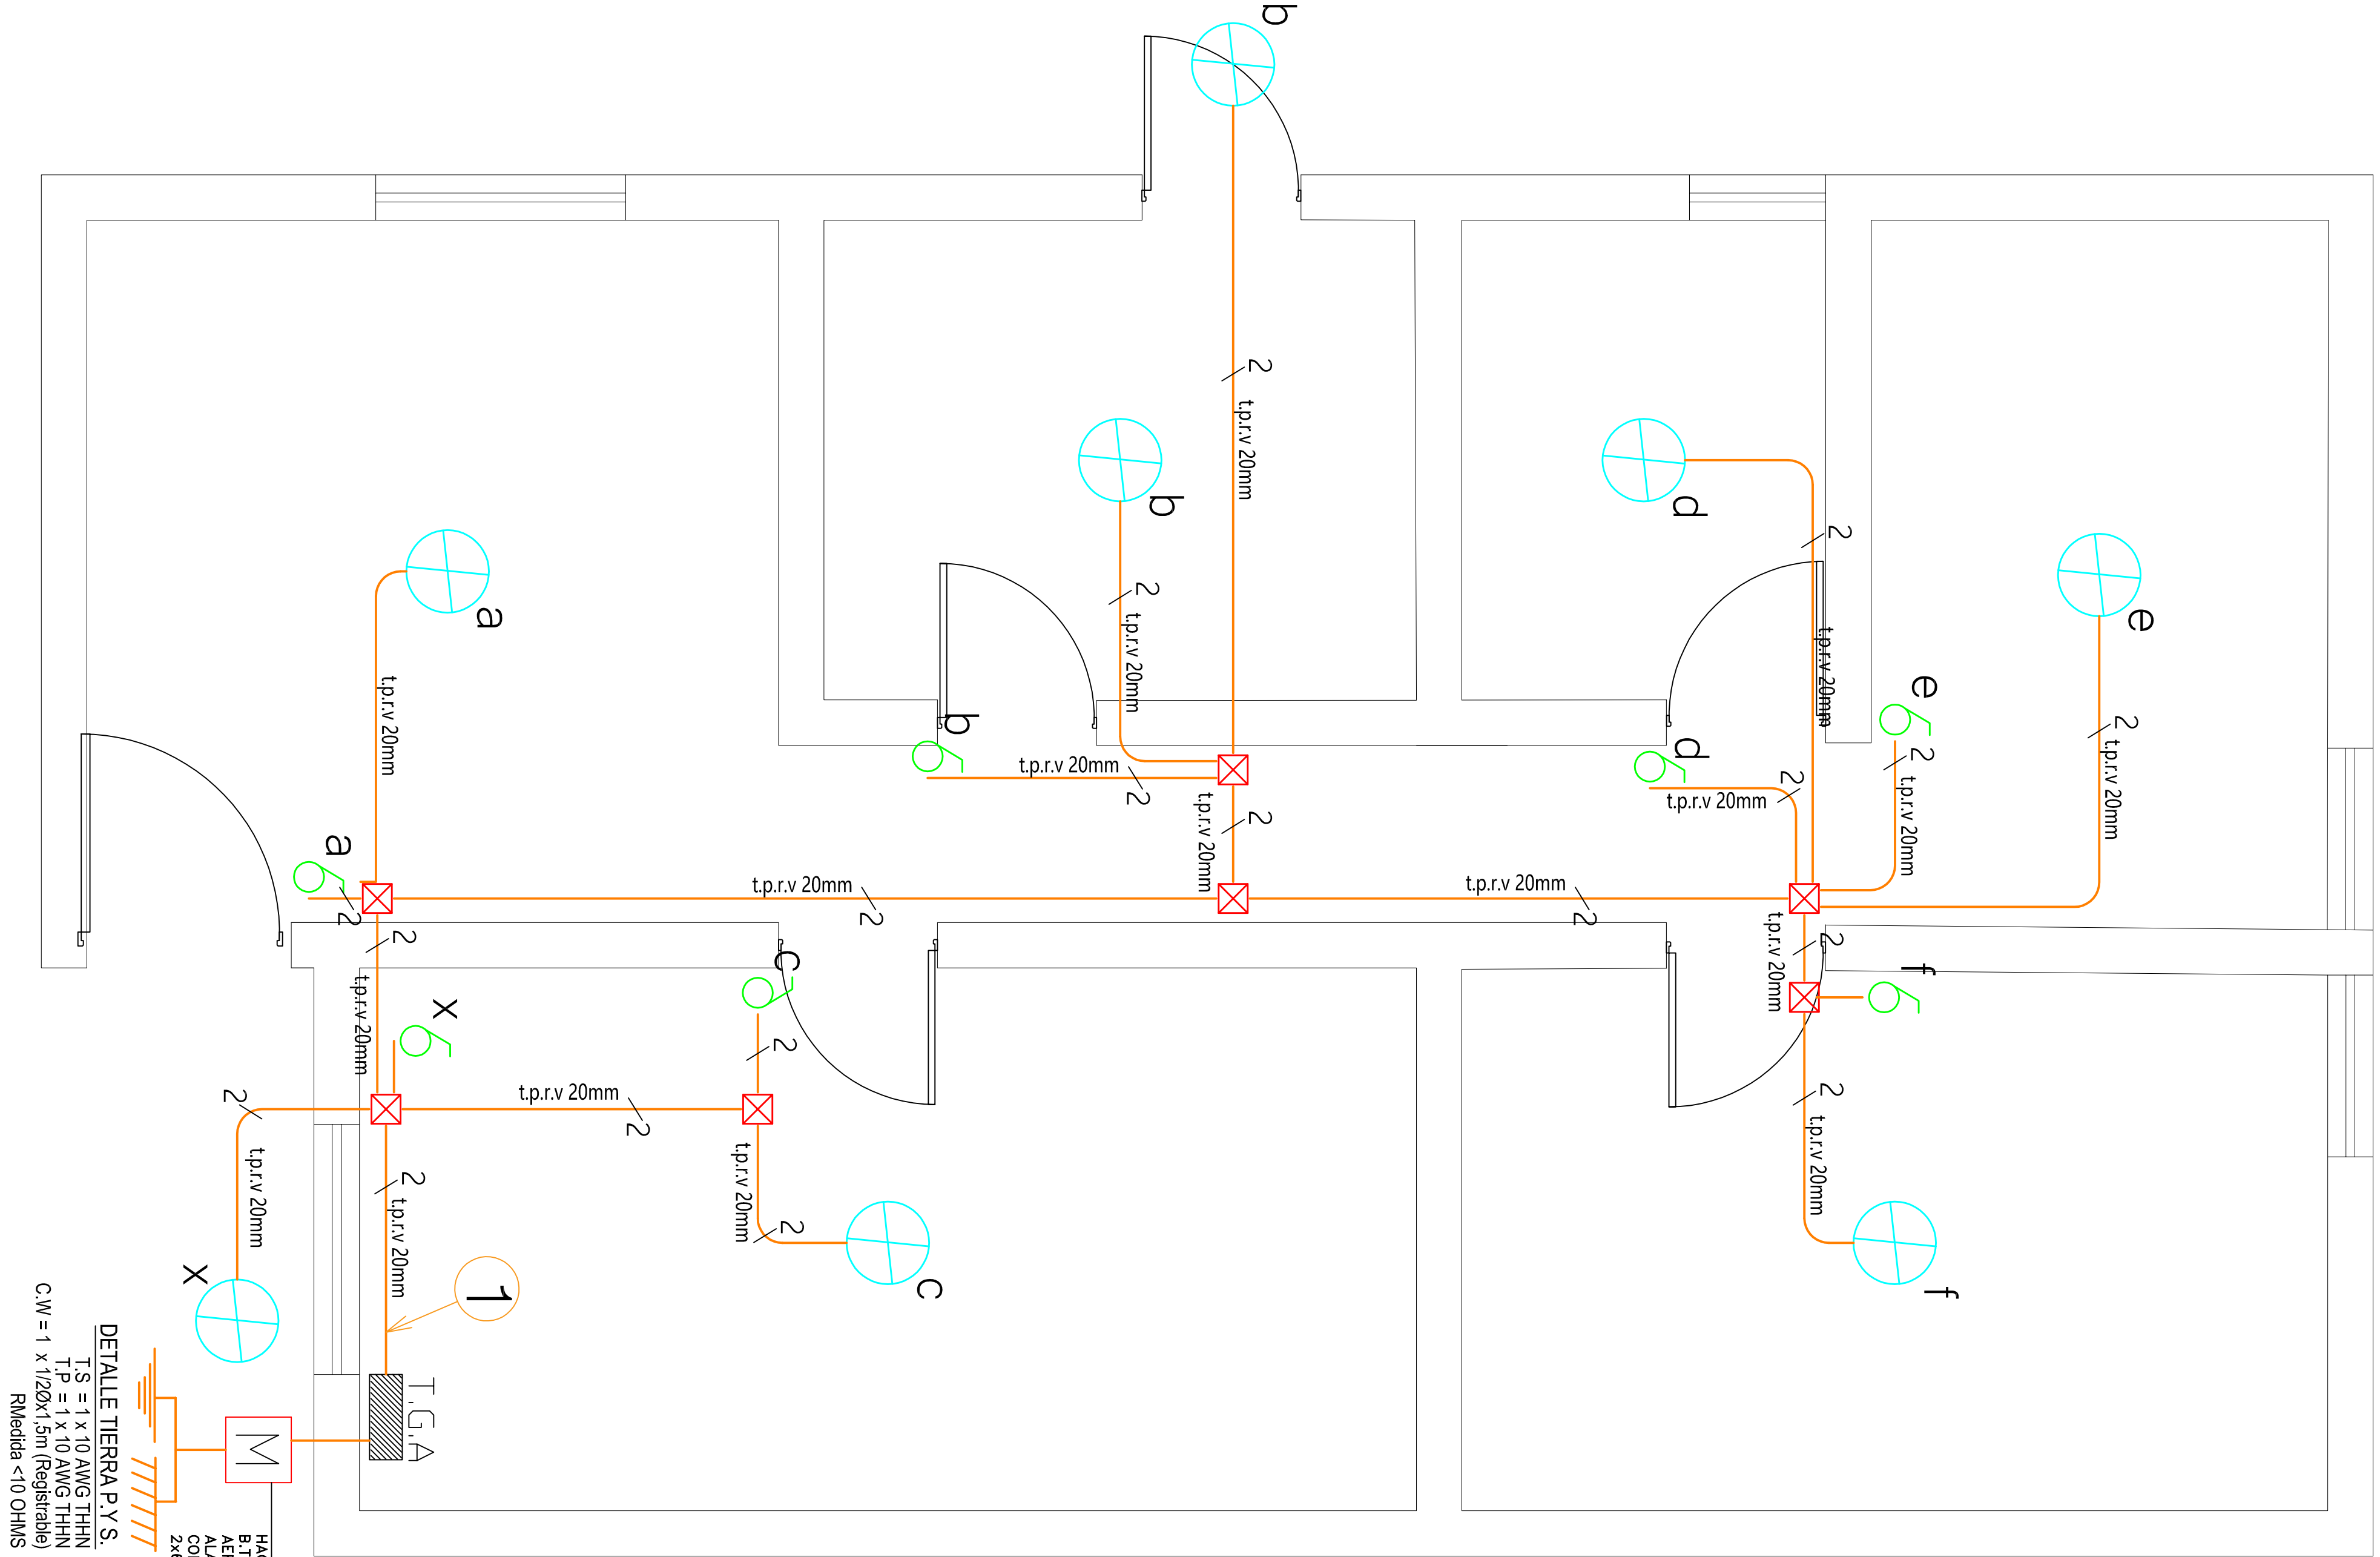 b
2
t.p.r.v 20mm
b
2
t.p.r.v 20mm
d
2
t.p.r.v 20mm
e
2
t.p.r.v 20mm
a
t.p.r.v 20mm
e
2
t.p.r.v 20mm
b
t.p.r.v 20mm
2
d
2
t.p.r.v 20mm
2
t.p.r.v 20mm
a
2
t.p.r.v 20mm
2
t.p.r.v 20mm
2
2
t.p.r.v 20mm
2
t.p.r.v 20mm
f
c
2
x
t.p.r.v 20mm
2
2
t.p.r.v 20mm
2
t.p.r.v 20mm
2
t.p.r.v 20mm
2
c
2
t.p.r.v 20mm
f
x
1
T.G.A
M
DETALLE TIERRA P.Y S.
T.S = 1 x 10 AWG THHN
T.P = 1 x 10 AWG THHN
C.W = 1 x 1/2Øx1,5m (Registrable)
RMedida <10 OHMS
B.T